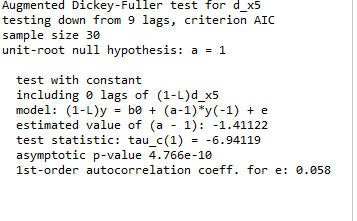 Augmented Dickey-Fuller test for d_x5
testing down from 9 lags, criterion AIC
sample size 30
unit-root null hypothesis: a = 1
test with constant
including 0 lags of (1-L)d_x5
model: (1-L)y = b0 + (a-1)*y(-1) + e
estimated value of (a - 1): -1.41122
test statistic: tau_c(1) = -6.94119
asymptotic p-value 4.766e-10
1st-order autocorrelation coeff. for e: 0.058